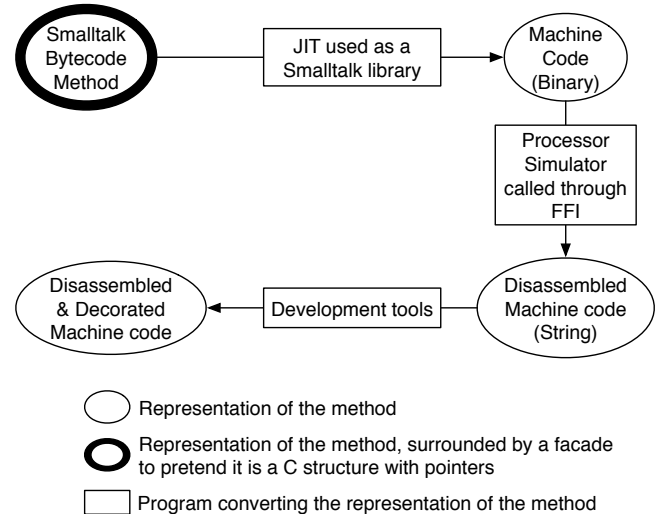 Smalltalk
Bytecode
Method
JIT used as a
Smalltalk library
Machine
Code
(Binary)
Processor
Simulator
called through
FFI
Disassembled
& Decorated
Machine code
Development tools
Disassembled
Machine code
(String)
Representation of the method
Representation of the method, surrounded by a facade
to pretend it is a C structure with pointers
Program converting the representation of the method